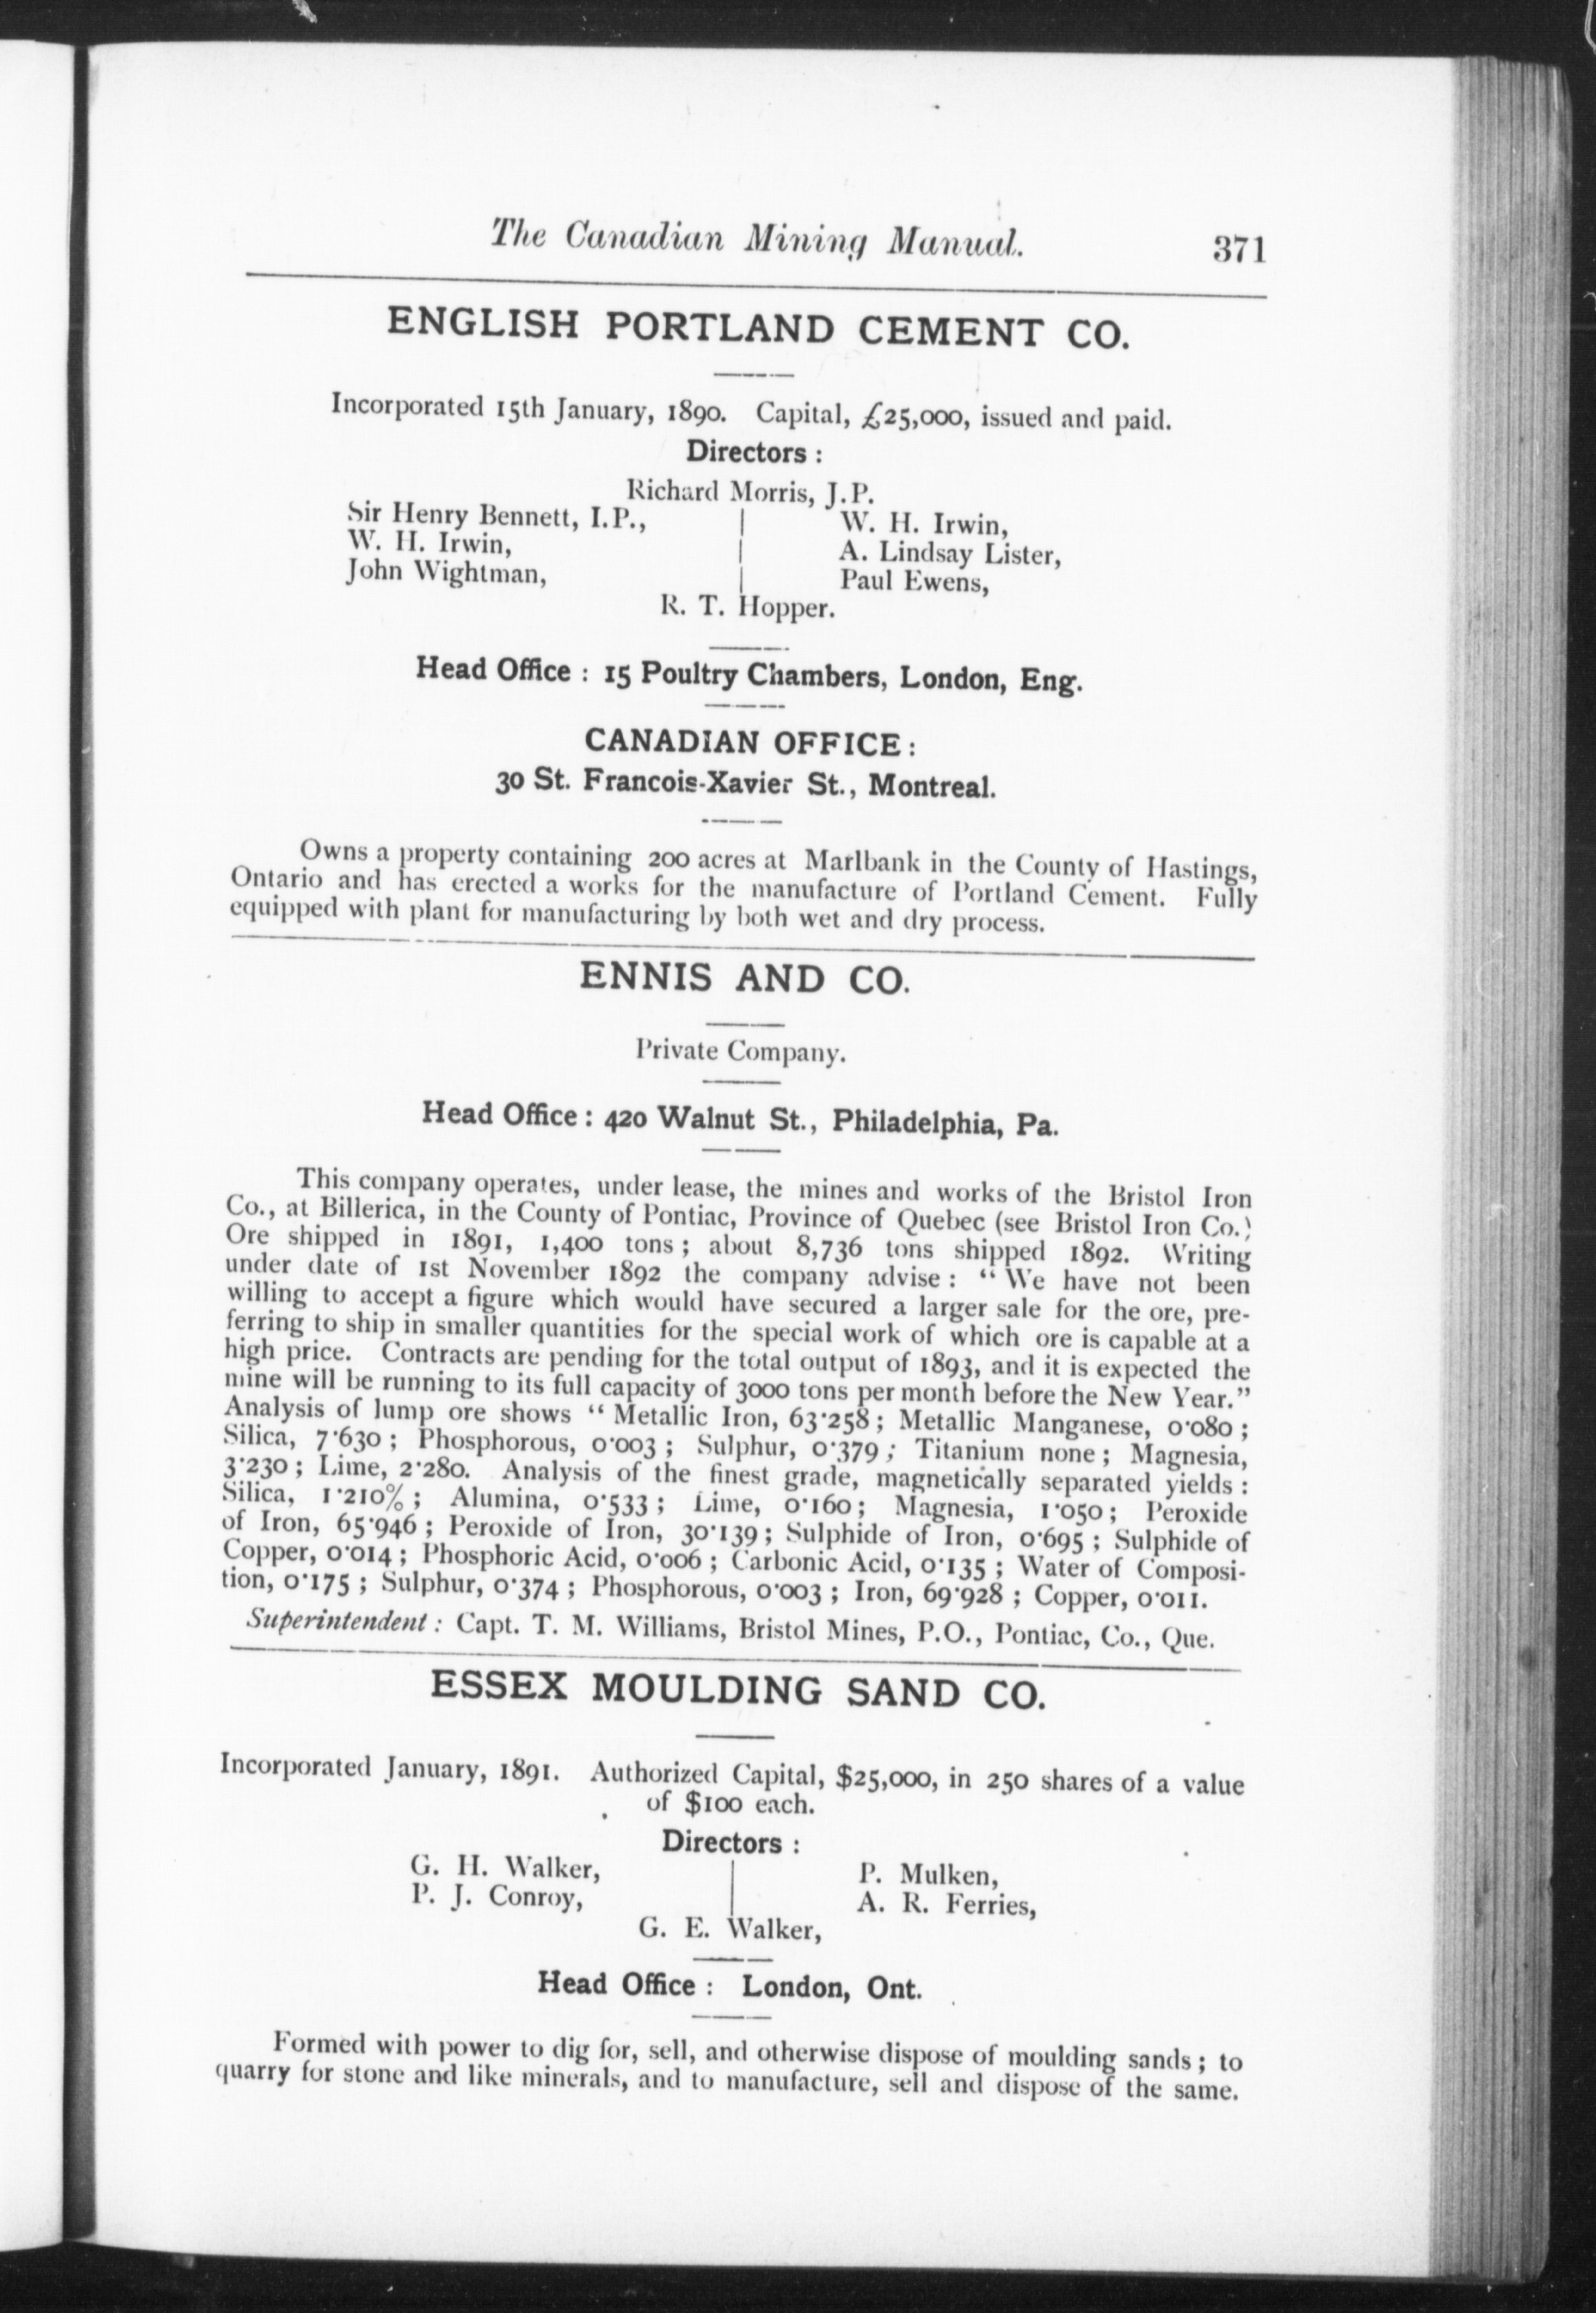 The Canadian Mining Manual. 371
ENGLISH PORTLAND CEMENT CO.
Incorporated 15th January, 1890. Capital, £25,000, issued and paid.
Directors :
Richard Morris, J.P.
Sir Henry Bennett, I.P., W. H. Irwin,
W. H. Irwin, A. Lindsay Lister,
John Wightman, Paul Ewens,
R. T. Hopper.
Head Office : 15 Poultry Chambers, London, Eng.
CANADIAN OFFICE :
30 St. Francois-Xavier St., Montreal.
Owns a property containing 200 acres at Marlbank in the County of Hastings,
Ontario and has erected a works for the manufacture of Portland Cement. Fully
equipped with plant for manufacturing by both wet and dry process.
ENNIS AND CO.
Private Company.
Head Office : 420 Walnut St., Philadelphia, Pa.
This company operates, under lease, the mines and works of the Bristol Iron
Co., at Billerica, in the County of Pontiac, Province of Quebec (see Bristol Iron Co.)
Ore shipped in 1891, 1,400 tons ; about 8,736 tons shipped 1892. Writing
under date of 1st November 1892 the company advise : “ We have not been
willing to accept a figure which would have secured a larger sale for the ore, pre-
ferring to ship in smaller quantities for the special work of which ore is capable at a
high price. Contracts are pending for the total output of 1893, and it is expected the
mine will be running to its full capacity of 3000 tons per month before the New Year.”
Analysis of lump ore shows “ Metallic Iron, 63·258 ; Metallic Manganese, 0·080 ;
Silica, 7·630 ; Phosphorous, 0·003 ; Sulphur, 0·379 ; Titanium none ; Magnesia,
3·230 ; Lime, 2·280. Analysis of the finest grade, magnetically separated yields :
Silica, 1·210% ; Alumina, 0·533 ; Lime, 0·160 ; Magnesia, 1·050 ; Peroxide
of Iron, 65·946 ; Peroxide of Iron, 30·139 ; Sulphide of Iron, 0·695 ; Sulphide of
Copper, 0·014 ; Phosphoric Acid, 0·006 ; Carbonic Acid, 0·135 ; Water of Composi-
tion, 0·175 ; Sulphur, 0·374 ; Phosphorous, 0·003 ; Iron, 69·928 ; Copper, 0·011.
Superintendent : Capt. T. M. Williams, Bristol Mines, P.O., Pontiac, Co., Que.
ESSEX MOULDING SAND CO.
Incorporated January, 1891. Authorized Capital, $25,000, in 250 shares of a value
of $100 each.
Directors :
G. H. Walker, P. Mulken,
P. J. Conroy, A. R. Ferries,
G. E. Walker,
Head Office : London, Ont.
Formed with power to dig for, sell, and otherwise dispose of moulding sands ; to
quarry for stone and like minerals, and to manufacture, sell and dispose of the same.